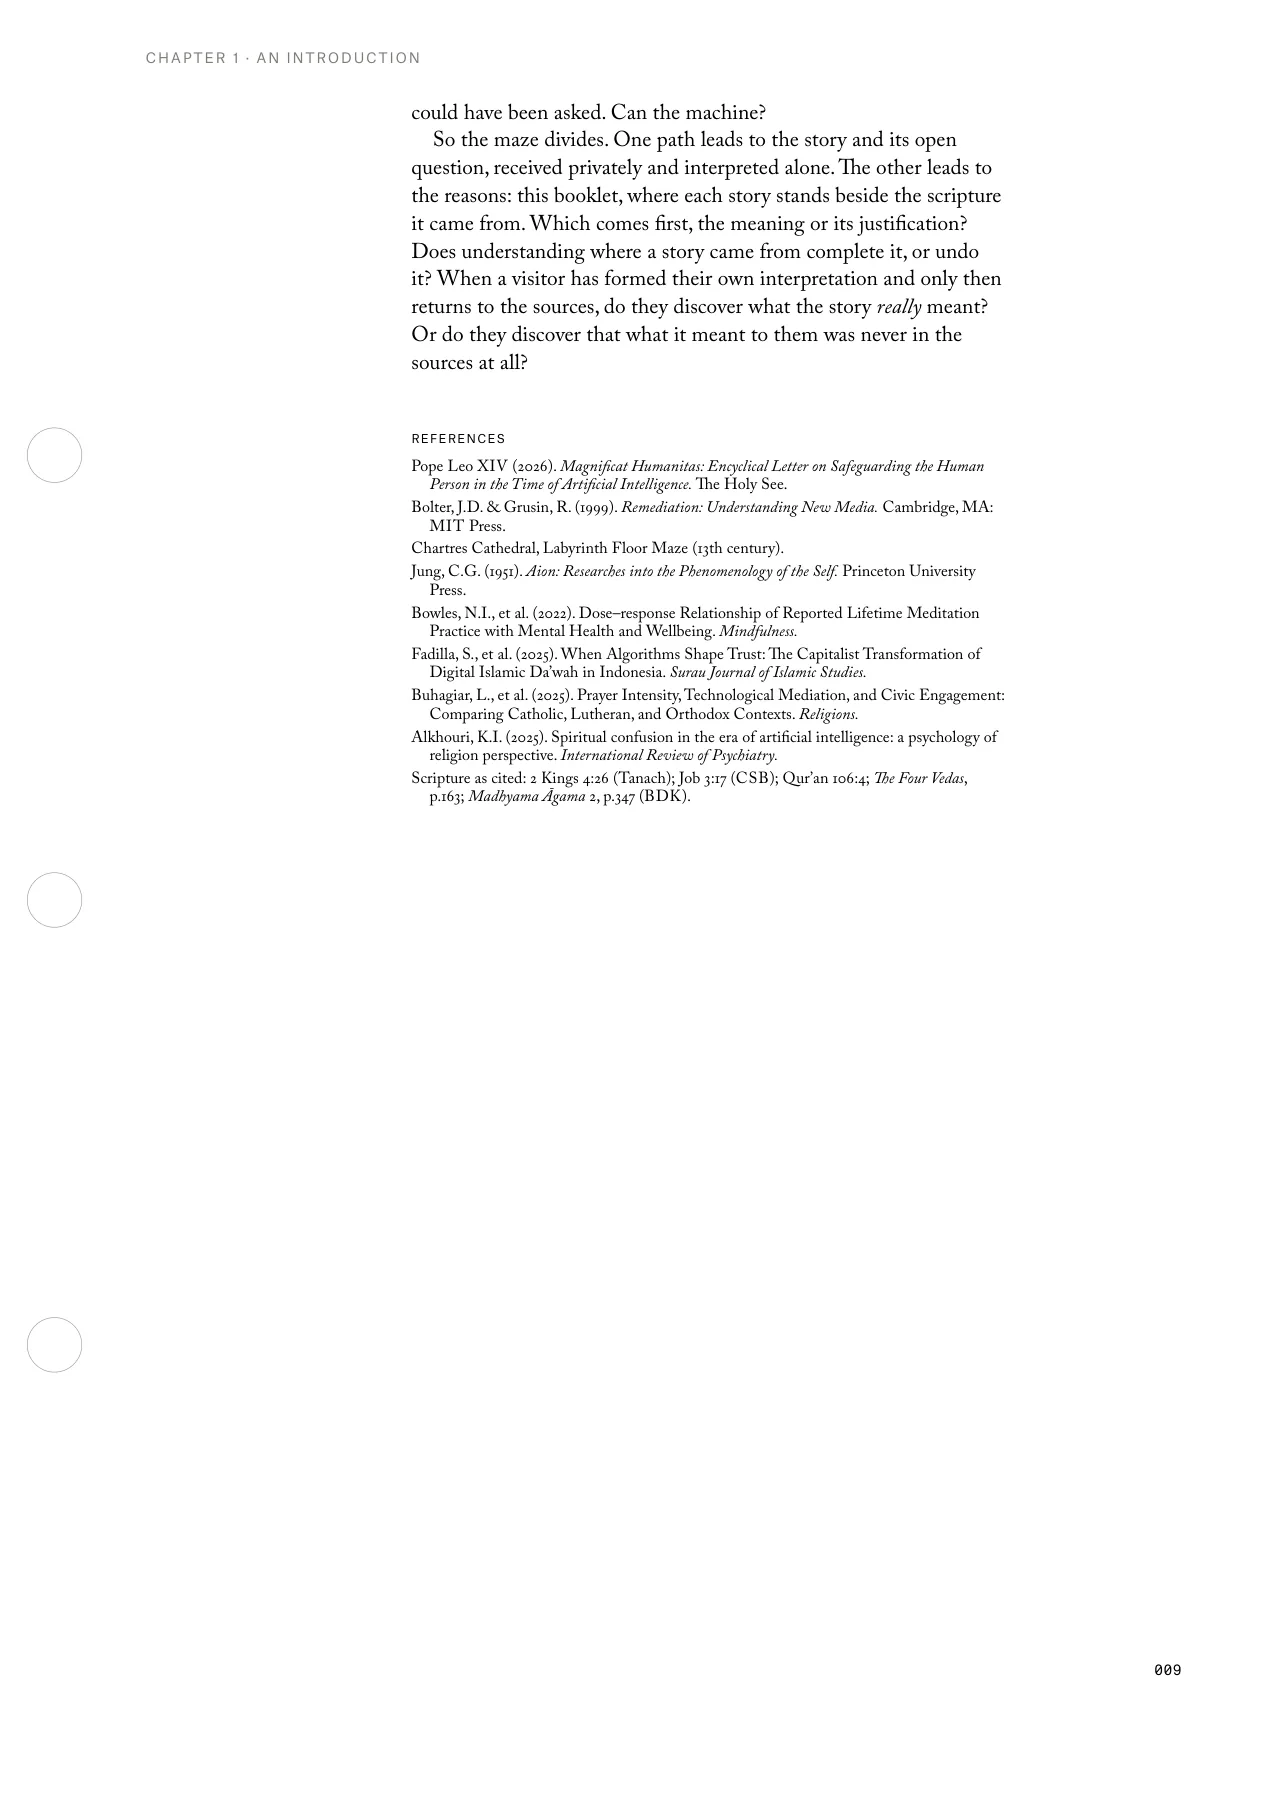 CHAPTER 1 · AN INTRODUCTION
could have been asked. Can the machine?
So the maze divides. One path leads to the story and its open
question, received privately and interpreted alone. The other leads to
the reasons: this booklet, where each story stands beside the scripture
it came from. Which comes first, the meaning or its justification?
Does understanding where a story came from complete it, or undo
it? When a visitor has formed their own interpretation and only then
returns to the sources, do they discover what the story really meant?
Or do they discover that what it meant to them was never in the
sources at all?
REFERENCES
Pope Leo XIV (2026). Magnificat Humanitas: Encyclical Letter on Safeguarding the Human
Person in the Time of Artificial Intelligence. The Holy See.
Bolter, J.D. & Grusin, R. (1999). Remediation: Understanding New Media. Cambridge, MA:
MIT Press.
Chartres Cathedral, Labyrinth Floor Maze (13th century).
Jung, C.G. (1951). Aion: Researches into the Phenomenology of the Self. Princeton University
Press.
Bowles, N.I., et al. (2022). Dose–response Relationship of Reported Lifetime Meditation
Practice with Mental Health and Wellbeing. Mindfulness.
Fadilla, S., et al. (2025). When Algorithms Shape Trust: The Capitalist Transformation of
Digital Islamic Da’wah in Indonesia. Surau Journal of Islamic Studies.
Buhagiar, L., et al. (2025). Prayer Intensity, Technological Mediation, and Civic Engagement:
Comparing Catholic, Lutheran, and Orthodox Contexts. Religions.
Alkhouri, K.I. (2025). Spiritual confusion in the era of artificial intelligence: a psychology of
religion perspective. International Review of Psychiatry.
Scripture as cited: 2 Kings 4:26 (Tanach); Job 3:17 (CSB); Qur’an 106:4; The Four Vedas,
p.163; Madhyama Āgama 2, p.347 (BDK).
009